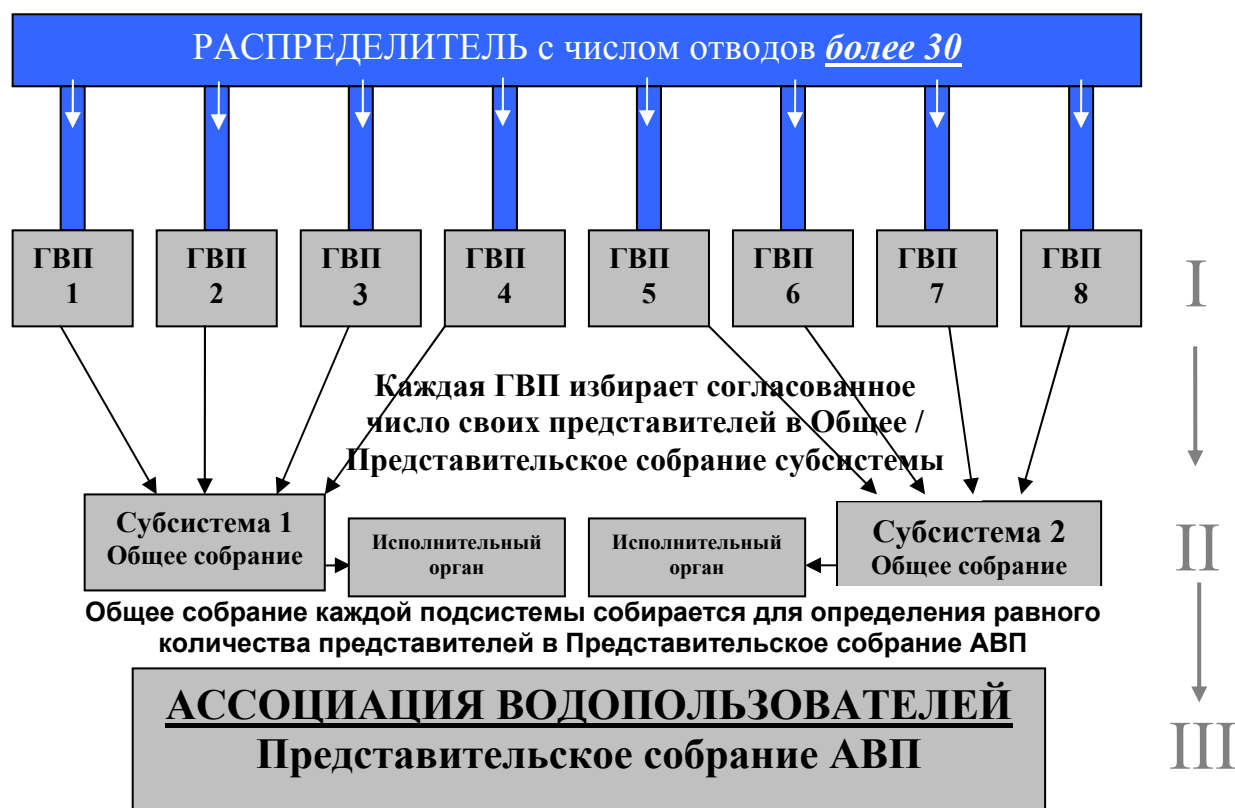 РАСПРЕДЕЛИТЕЛЬ с числом отводов более 30
ГВП
1
ГВП
2
ГВП
3
ГВП
4
ГВП
5
ГВП
6
ГВП
7
ГВП
8
I
Каждая ГВП избирает согласованное
число своих представителей в Общее /
Представительское собрание субсистемы
Субсистема 1
Общее собрание
Исполнительный
орган
Исполнительный
орган
Субсистема 2
Общее собрание
II
Общее собрание каждой подсистемы собирается для определения равного
количества представителей в Представительское собрание АВП
АССОЦИАЦИЯ ВОДОПОЛЬЗОВАТЕЛЕЙ
Представительское собрание АВП
III